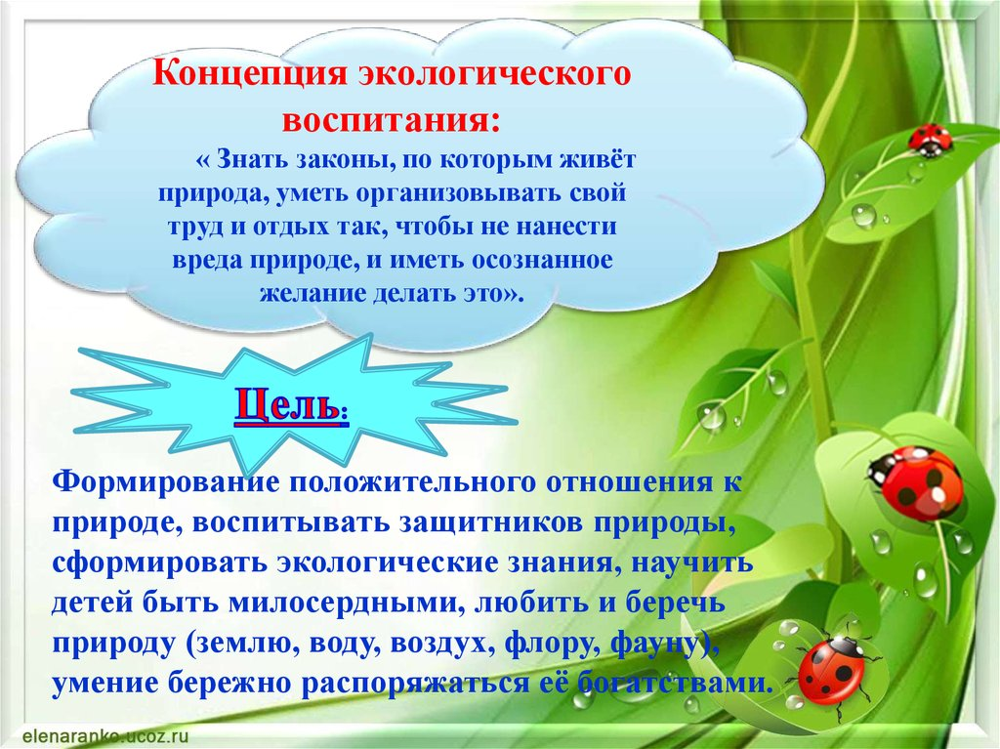 Концепция экологического
воспитания:
« Знать законы, по которым живёт
природа, уметь организовывать свой
труд и отдых так, чтобы не нанести
вреда природе, и иметь осознанное
желание делать это».
Цель:
Формирование положительного отношения к
природе, воспитывать защитников природы,
сформировать экологические знания, научить
детей быть милосердными, любить и беречь
природу (землю, воду, воздух, флору, фауну),
умение бережно распоряжаться её богатствами.
elenaranko.ucoz.ru